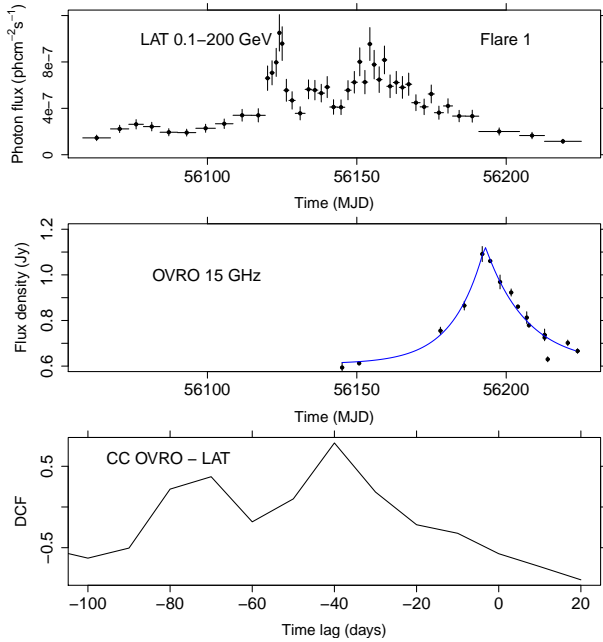 LAT 0.1−200 GeV
Flare 1
Photon flux (phcm⁻²s⁻¹)
8e−7
4e−7
0
56100
56150
56200
Time (MJD)
OVRO 15 GHz
Flux density (Jy)
1.2
1.0
0.8
0.6
56100
56150
56200
Time (MJD)
CC OVRO − LAT
DCF
0.5
−0.5
−100
−80
−60
−40
−20
0
20
Time lag (days)